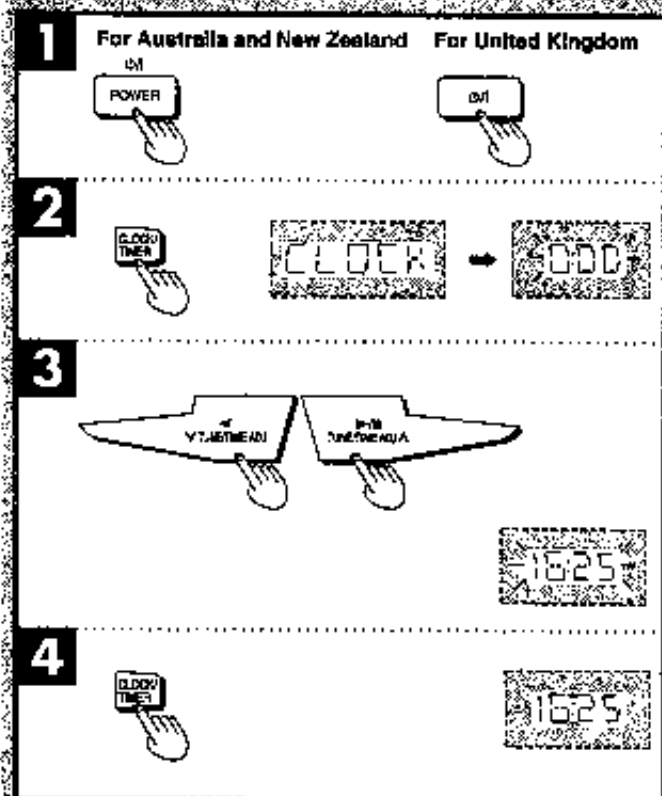 1
For Australia and New Zealand For United Kingdom
POWER
2
CLOCK/
TIMER
CLOCK
0:00
3
16:25
4
CLOCK/
TIMER
16:25